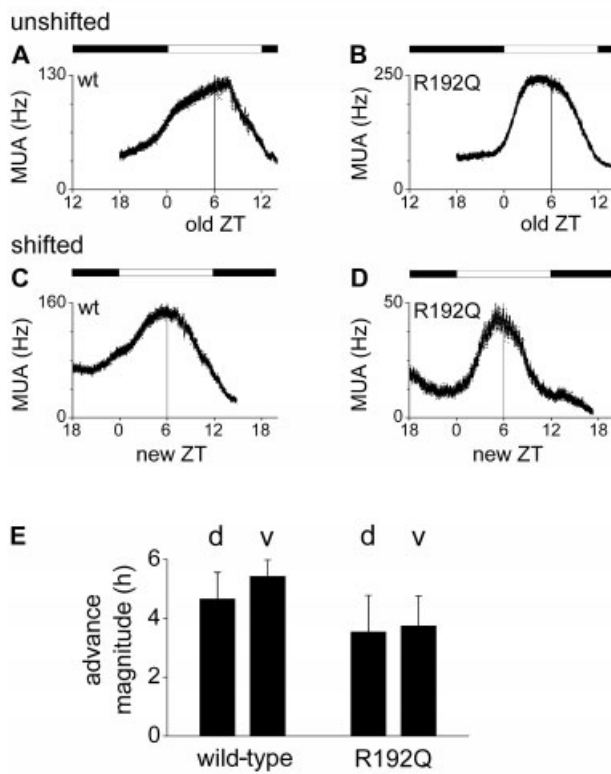 unshifted
A wt
130
MUA (Hz)
0
12 18 0 6 12
old ZT
B R192Q
250
MUA (Hz)
0
12 18 0 6 12
old ZT
shifted
C wt
160
MUA (Hz)
0
18 0 6 12 18
new ZT
D R192Q
50
MUA (Hz)
0
18 0 6 12 18
new ZT
E
d v d v
6
4
2
0
advance
magnitude (h)
wild-type R192Q